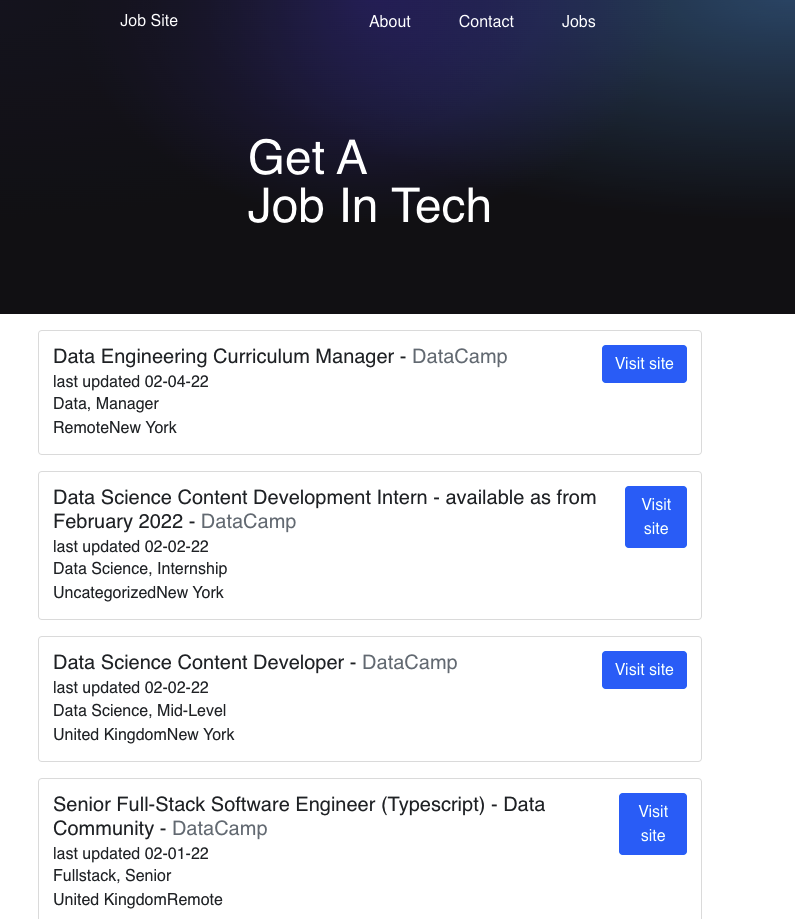 Job Site
About
Contact
Jobs
Get A
Job In Tech
Data Engineering Curriculum Manager - DataCamp
Visit site
last updated 02-04-22
Data, Manager
RemoteNew York
Data Science Content Development Intern - available as from
February 2022 - DataCamp
Visit
site
last updated 02-02-22
Data Science, Internship
UncategorizedNew York
Data Science Content Developer - DataCamp
Visit site
last updated 02-02-22
Data Science, Mid-Level
United KingdomNew York
Senior Full-Stack Software Engineer (Typescript) - Data
Community - DataCamp
Visit
site
last updated 02-01-22
Fullstack, Senior
United KingdomRemote